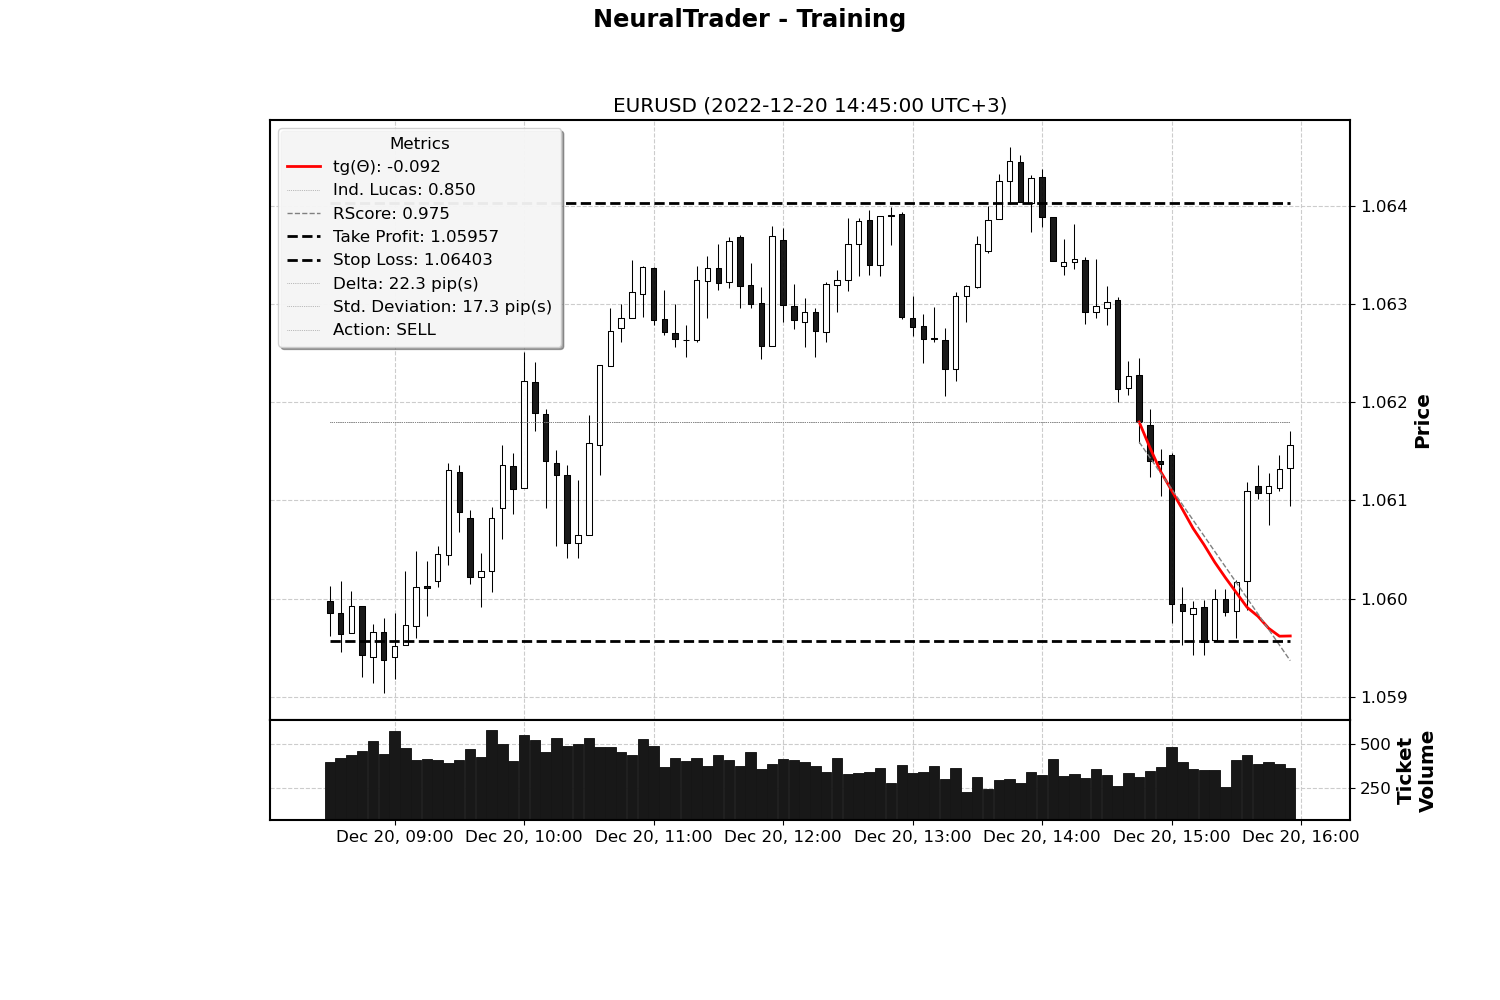 NeuralTrader - Training
EURUSD (2022-12-20 14:45:00 UTC+3)
Metrics
tg(Θ): -0.092
Ind. Lucas: 0.850
RScore: 0.975
Take Profit: 1.05957
Stop Loss: 1.06403
Delta: 22.3 pip(s)
Std. Deviation: 17.3 pip(s)
Action: SELL
1.064
1.063
1.062
1.061
1.060
1.059
Price
500
250
Ticket
Volume
Dec 20, 09:00 Dec 20, 10:00 Dec 20, 11:00 Dec 20, 12:00 Dec 20, 13:00 Dec 20, 14:00 Dec 20, 15:00 Dec 20, 16:00